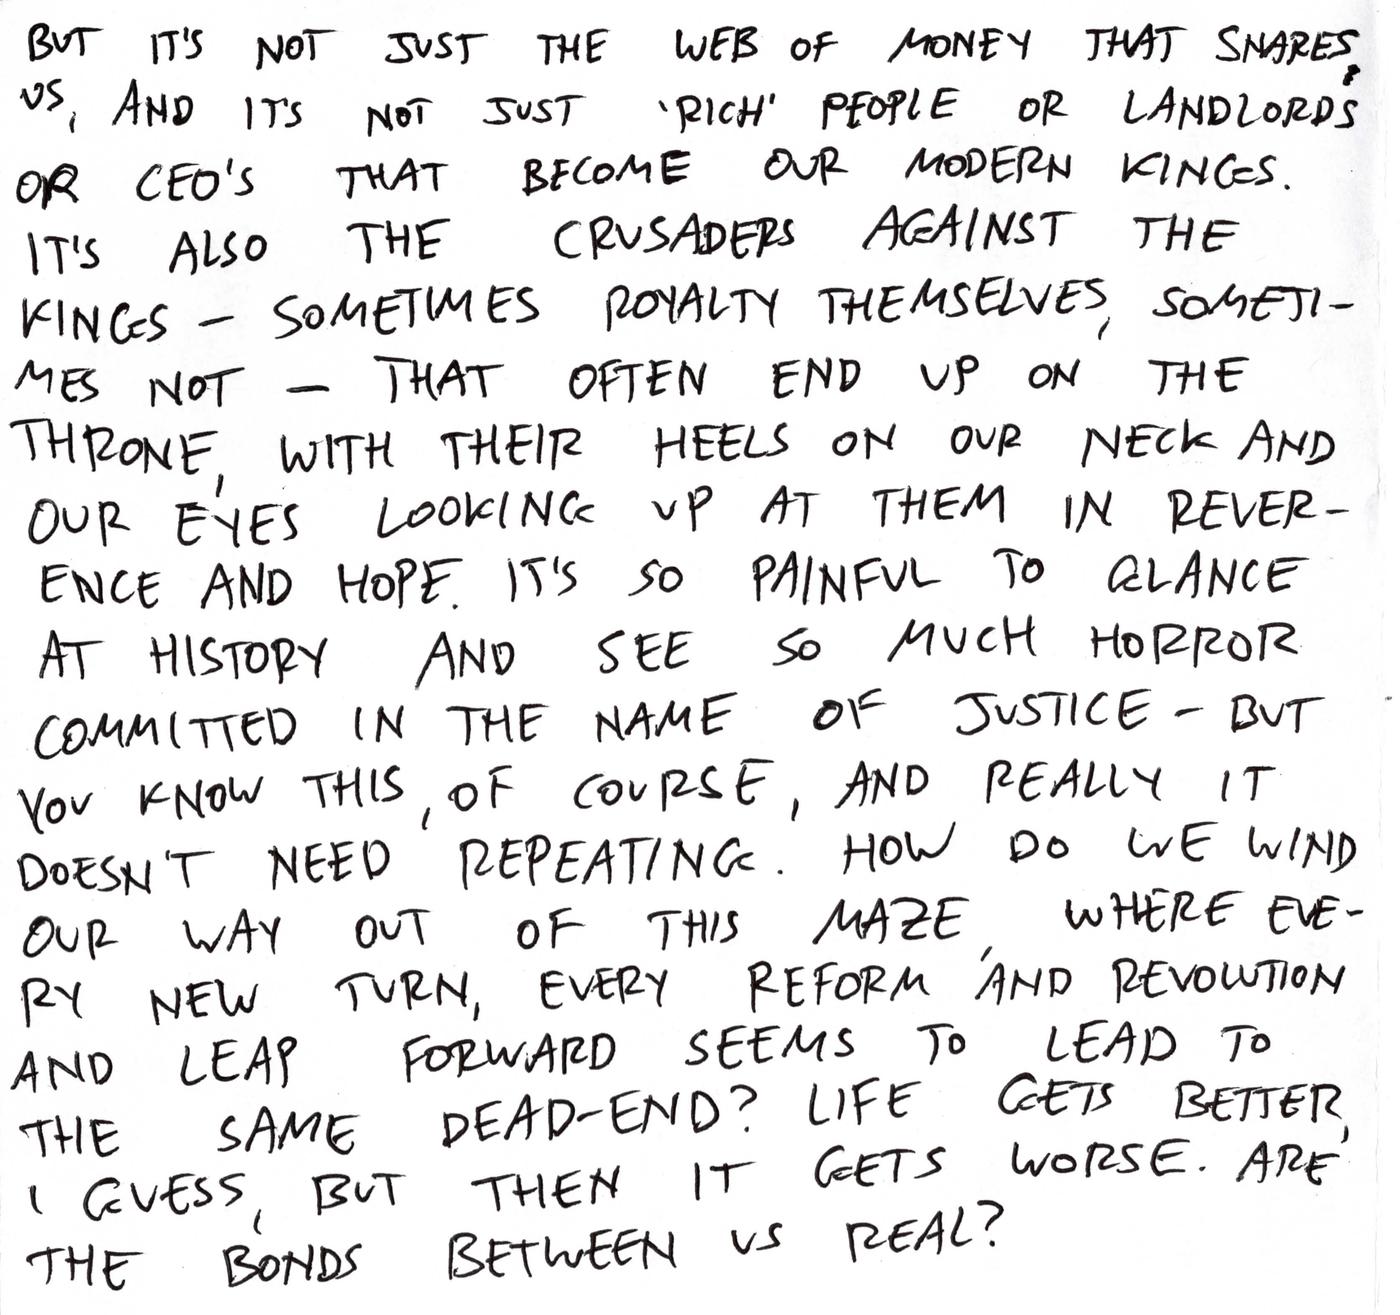 BUT IT'S NOT JUST THE WEB OF MONEY THAT SNARES
US, AND IT'S NOT JUST 'RICH' PEOPLE OR LANDLORDS
OR CEO'S THAT BECOME OUR MODERN KINGS.
IT'S ALSO THE CRUSADERS AGAINST THE
KINGS – SOMETIMES ROYALTY THEMSELVES, SOMETI-
MES NOT – THAT OFTEN END UP ON THE
THRONE, WITH THEIR HEELS ON OUR NECK AND
OUR EYES LOOKING UP AT THEM IN REVER-
ENCE AND HOPE. IT'S SO PAINFUL TO GLANCE
AT HISTORY AND SEE SO MUCH HORROR
COMMITTED IN THE NAME OF JUSTICE – BUT
YOU KNOW THIS, OF COURSE, AND REALLY IT
DOESN'T NEED REPEATING. HOW DO WE WIND
OUR WAY OUT OF THIS MAZE, WHERE EVE-
RY NEW TURN, EVERY REFORM AND REVOLUTION
AND LEAP FORWARD SEEMS TO LEAD TO
THE SAME DEAD-END? LIFE GETS BETTER,
I GUESS, BUT THEN IT GETS WORSE. ARE
THE BONDS BETWEEN US REAL?